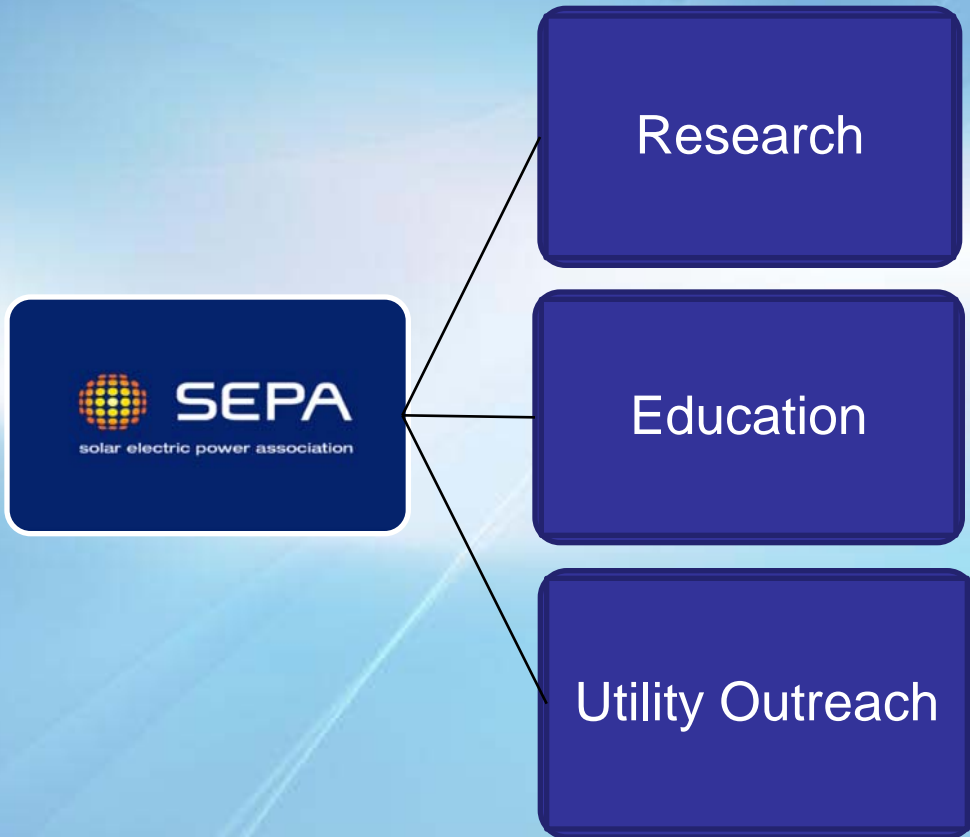 Research
SEPA
solar electric power association
Education
Utility Outreach